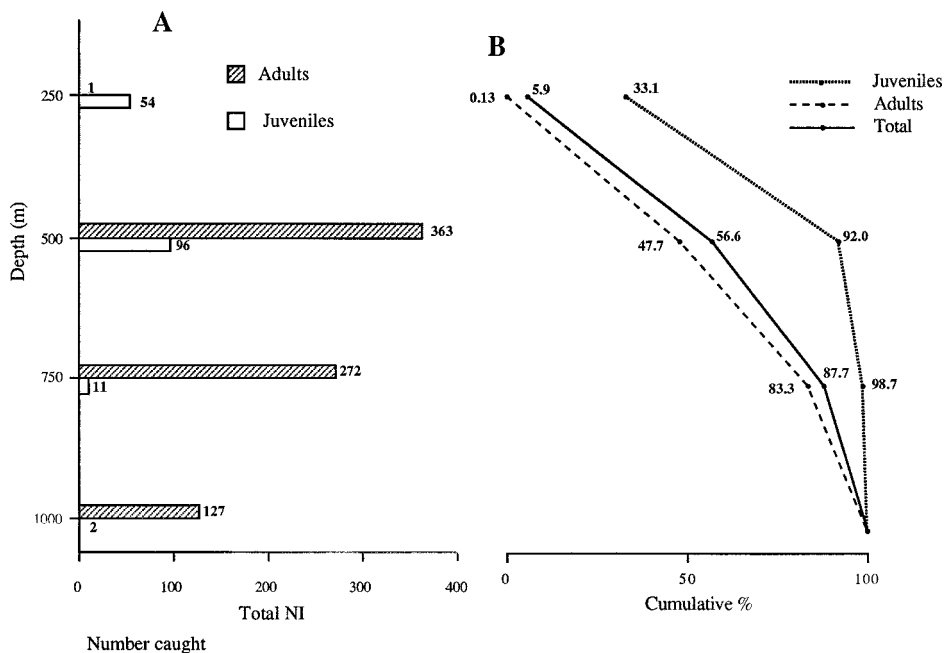 A
Adults
Juveniles
Depth (m)
250
500
750
1000
1
54
363
96
272
11
127
2
0
100
200
300
400
Total NI
Number caught
B
Juveniles
Adults
Total
0.13
5.9
33.1
47.7
56.6
92.0
83.3
87.7
98.7
0
50
100
Cumulative %